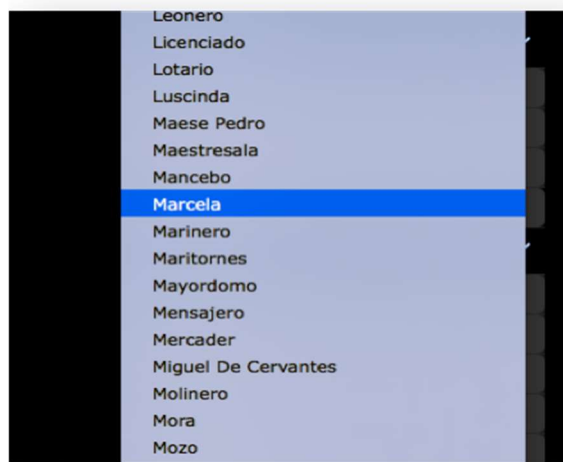 Leonero
Licenciado
Lotario
Luscinda
Maese Pedro
Maestresala
Mancebo
Marcela
Marinero
Maritornes
Mayordomo
Mensajero
Mercader
Miguel De Cervantes
Molinero
Mora
Mozo